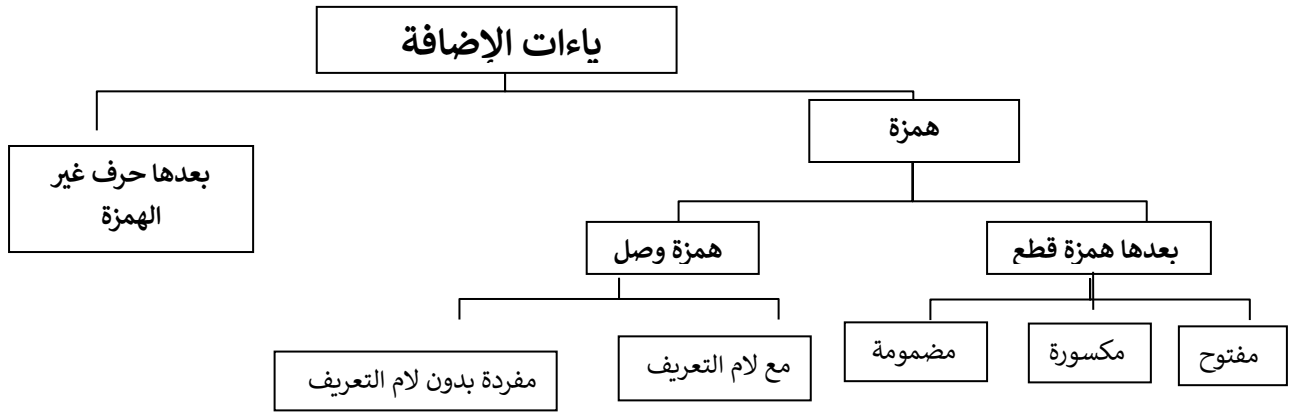 ياءات الإضافة
همزة
بعدها حرف غير
الهمزة
بعدها همزة قطع
همزة وصل
مفتوح
مكسورة
مضمومة
مع لام التعريف
مفردة بدون لام التعريف